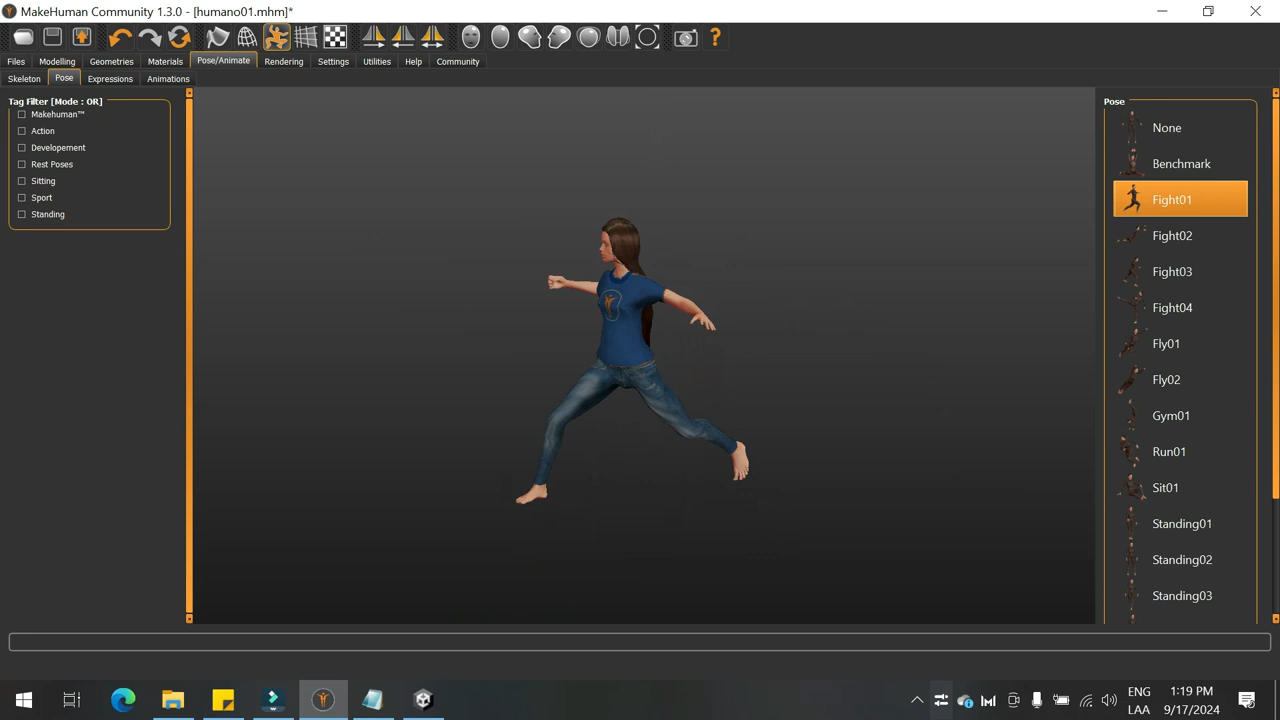 MakeHuman Community 1.3.0 - [humano01.mhm]*
Files
Modelling
Geometries
Materials
Pose/Animate
Rendering
Settings
Utilities
Help
Community
Skeleton
Pose
Expressions
Animations
Tag Filter [Mode : OR]
Makehuman™
Action
Developement
Rest Poses
Sitting
Sport
Standing
Pose
None
Benchmark
Fight01
Fight02
Fight03
Fight04
Fly01
Fly02
Gym01
Run01
Sit01
Standing01
Standing02
Standing03
ENG
LAA
1:19 PM
9/17/2024